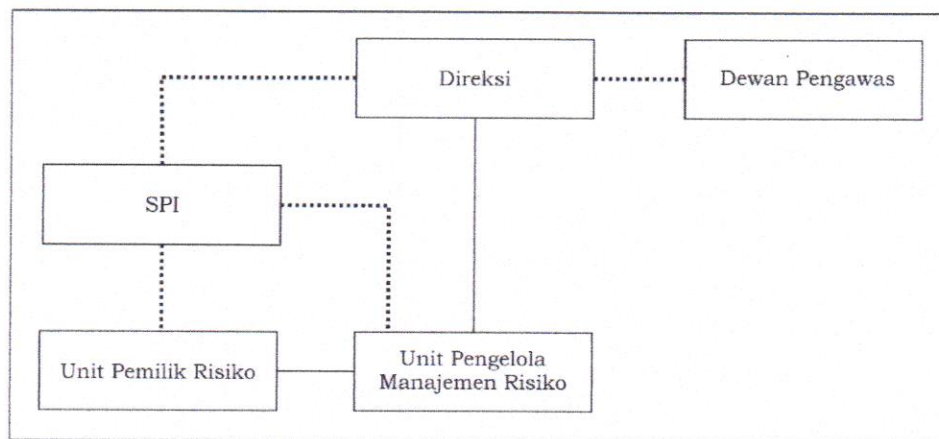 Direksi
Dewan Pengawas
SPI
Unit Pemilik Risiko
Unit Pengelola
Manajemen Risiko